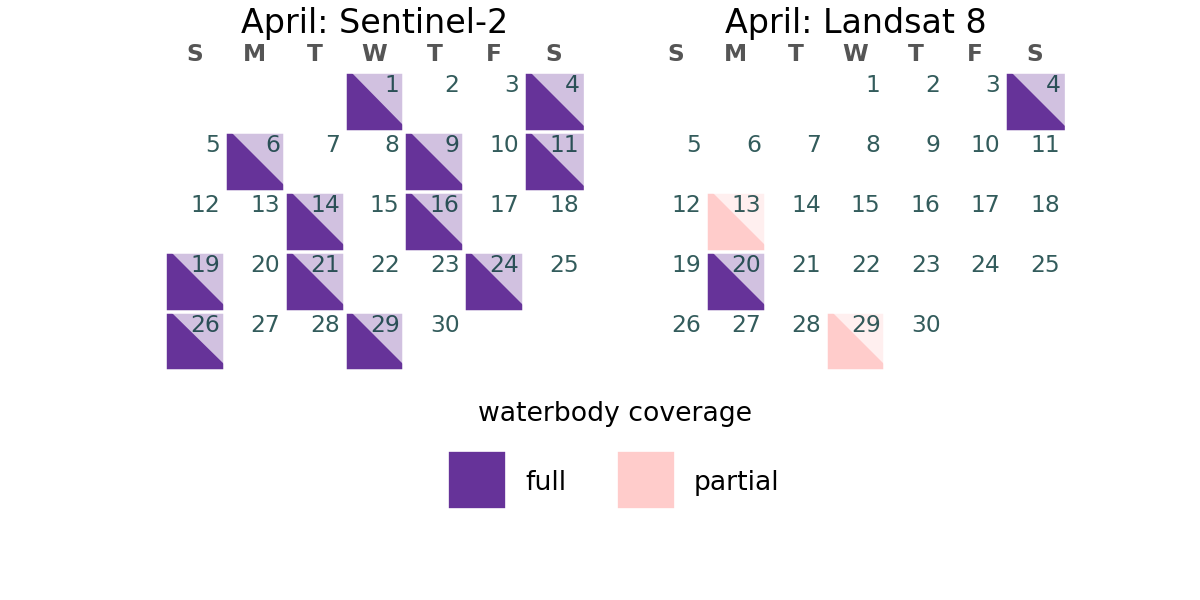 April: Sentinel-2
S M T W T F S
1 2 3 4
5 6 7 8 9 10 11
12 13 14 15 16 17 18
19 20 21 22 23 24 25
26 27 28 29 30
April: Landsat 8
S M T W T F S
1 2 3 4
5 6 7 8 9 10 11
12 13 14 15 16 17 18
19 20 21 22 23 24 25
26 27 28 29 30
waterbody coverage
full partial